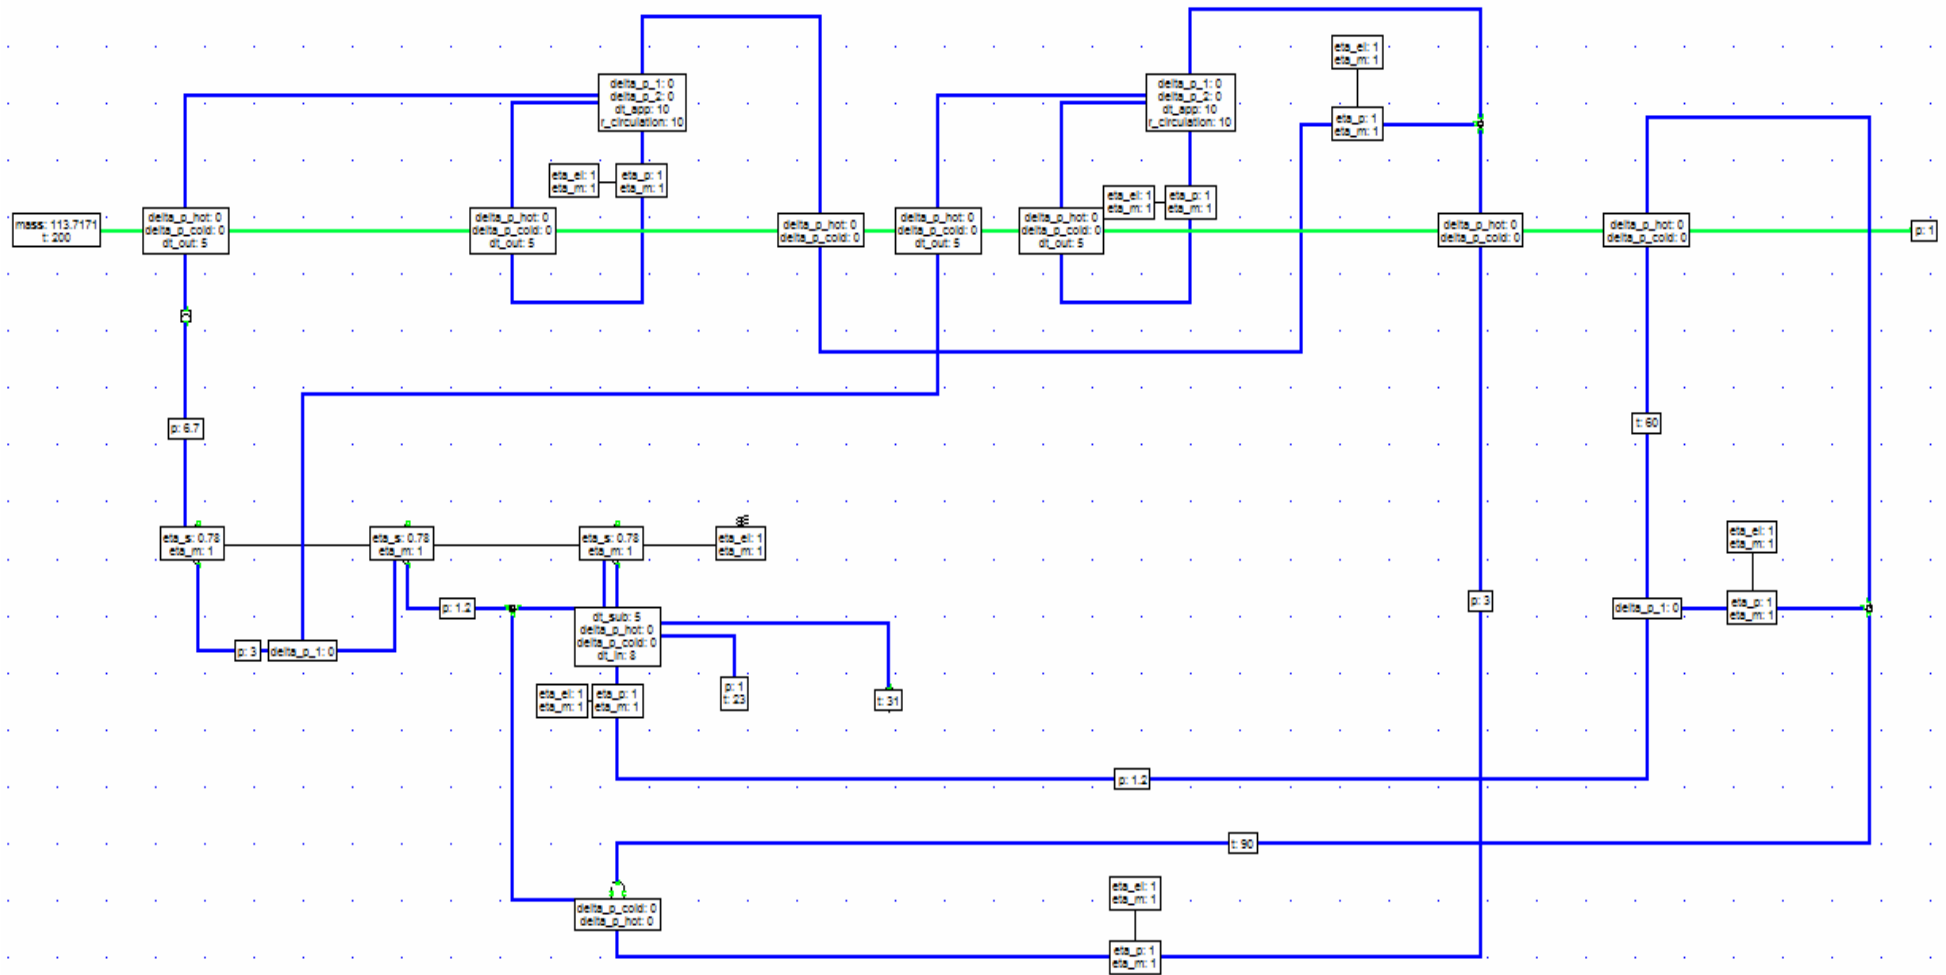 eta_el: 1
eta_m: 1
delta_p_1: 0
delta_p_2: 0
dt_app: 10
r_circulation: 10
delta_p_1: 0
delta_p_2: 0
dt_app: 10
r_circulation: 10
eta_p: 1
eta_m: 1
eta_el: 1
eta_m: 1
eta_p: 1
eta_m: 1
eta_el: 1
eta_m: 1
eta_p: 1
eta_m: 1
mass: 113.7171
t: 200
delta_p_hot: 0
delta_p_cold: 0
dt_out: 5
delta_p_hot: 0
delta_p_cold: 0
dt_out: 5
delta_p_hot: 0
delta_p_cold: 0
delta_p_hot: 0
delta_p_cold: 0
dt_out: 5
delta_p_hot: 0
delta_p_cold: 0
dt_out: 5
delta_p_hot: 0
delta_p_cold: 0
delta_p_hot: 0
delta_p_cold: 0
p: 1
p: 6.7
t: 60
eta_s: 0.78
eta_m: 1
eta_s: 0.78
eta_m: 1
eta_s: 0.78
eta_m: 1
eta_el: 1
eta_m: 1
eta_el: 1
eta_m: 1
p: 1.2
p: 3
delta_p_1: 0
eta_p: 1
eta_m: 1
p: 3
delta_p_1: 0
dt_sub: 5
delta_p_hot: 0
delta_p_cold: 0
dt_in: 8
eta_el: 1
eta_m: 1
eta_p: 1
eta_m: 1
p: 1
t: 23
t: 31
p: 1.2
t: 90
eta_el: 1
eta_m: 1
delta_p_cold: 0
delta_p_hot: 0
eta_p: 1
eta_m: 1